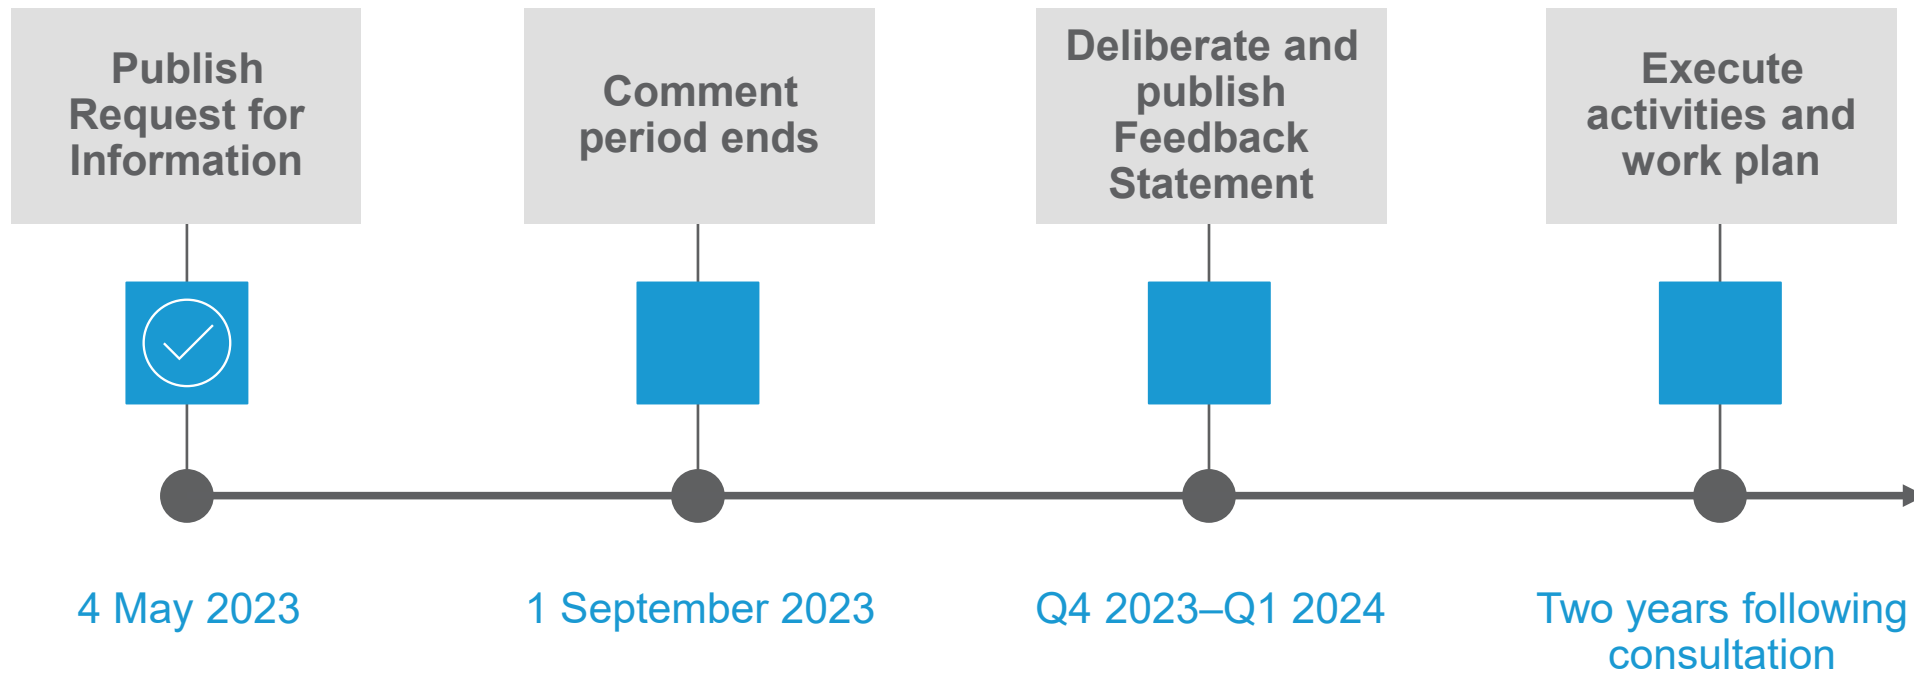 Publish
Request for
Information
Comment
period ends
Deliberate and
publish
Feedback
Statement
Execute
activities and
work plan
4 May 2023
1 September 2023
Q4 2023–Q1 2024
Two years following
consultation